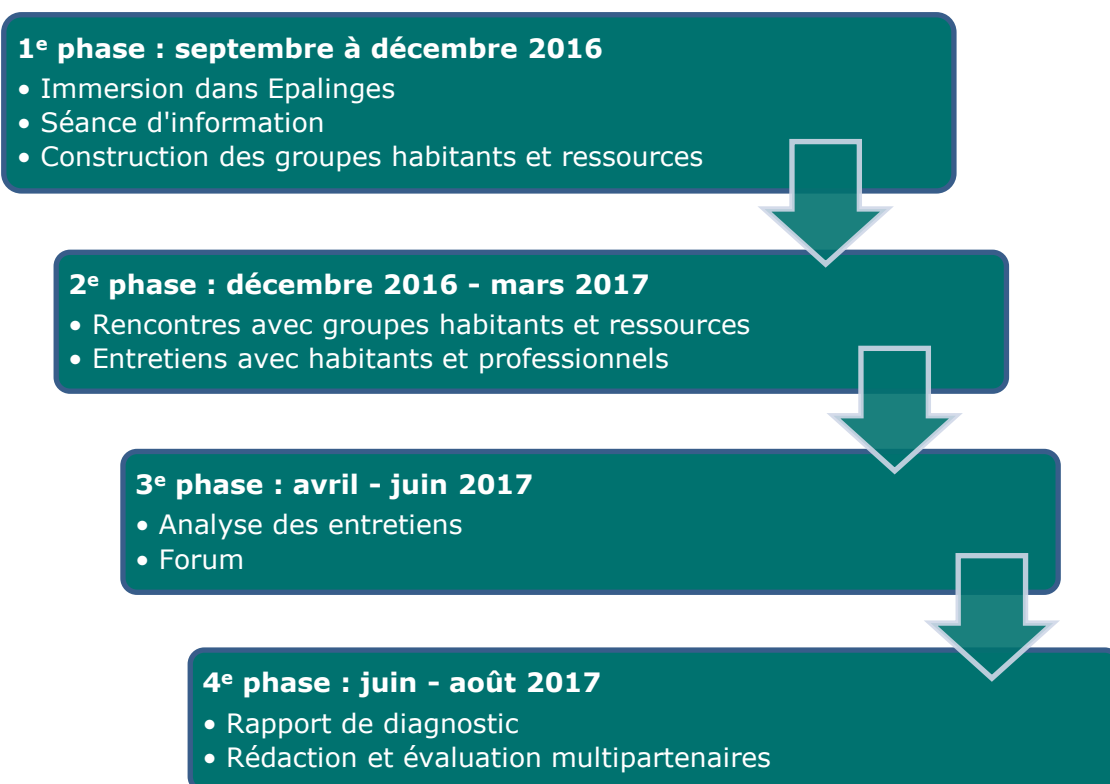 1e phase : septembre à décembre 2016
• Immersion dans Epalinges
• Séance d'information
• Construction des groupes habitants et ressources
2e phase : décembre 2016 - mars 2017
• Rencontres avec groupes habitants et ressources
• Entretiens avec habitants et professionnels
3e phase : avril - juin 2017
• Analyse des entretiens
• Forum
4e phase : juin - août 2017
• Rapport de diagnostic
• Rédaction et évaluation multipartenaires